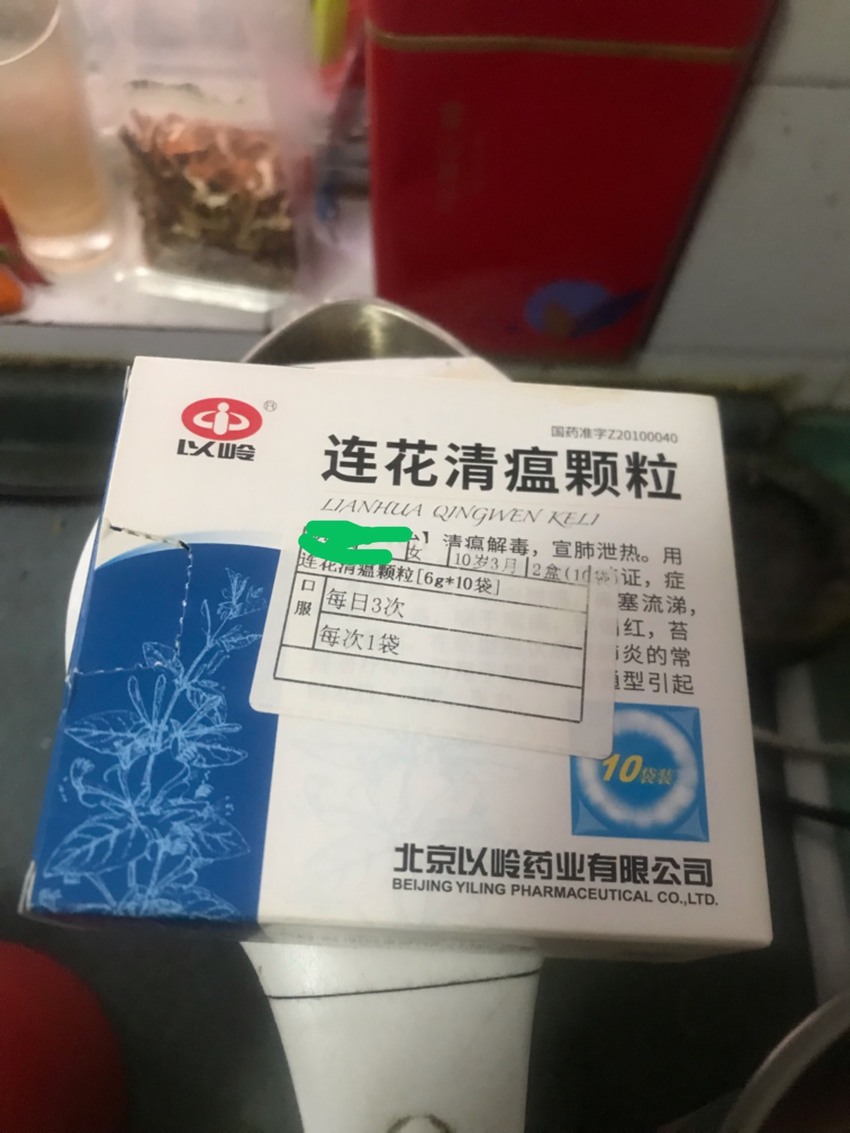 以岭®
国药准字Z20100040
连花清瘟颗粒
LIANHUA QINGWEN KELI
】清瘟解毒，宣肺泄热。用
女 10岁3月 2盒(10袋) 证，症
连花清瘟颗粒[6g*10袋]
塞流涕，
口服 每日3次
红，苔
每次1袋
炎的常
型引起
10袋装
北京以岭药业有限公司
BEIJING YILING PHARMACEUTICAL CO.,LTD.